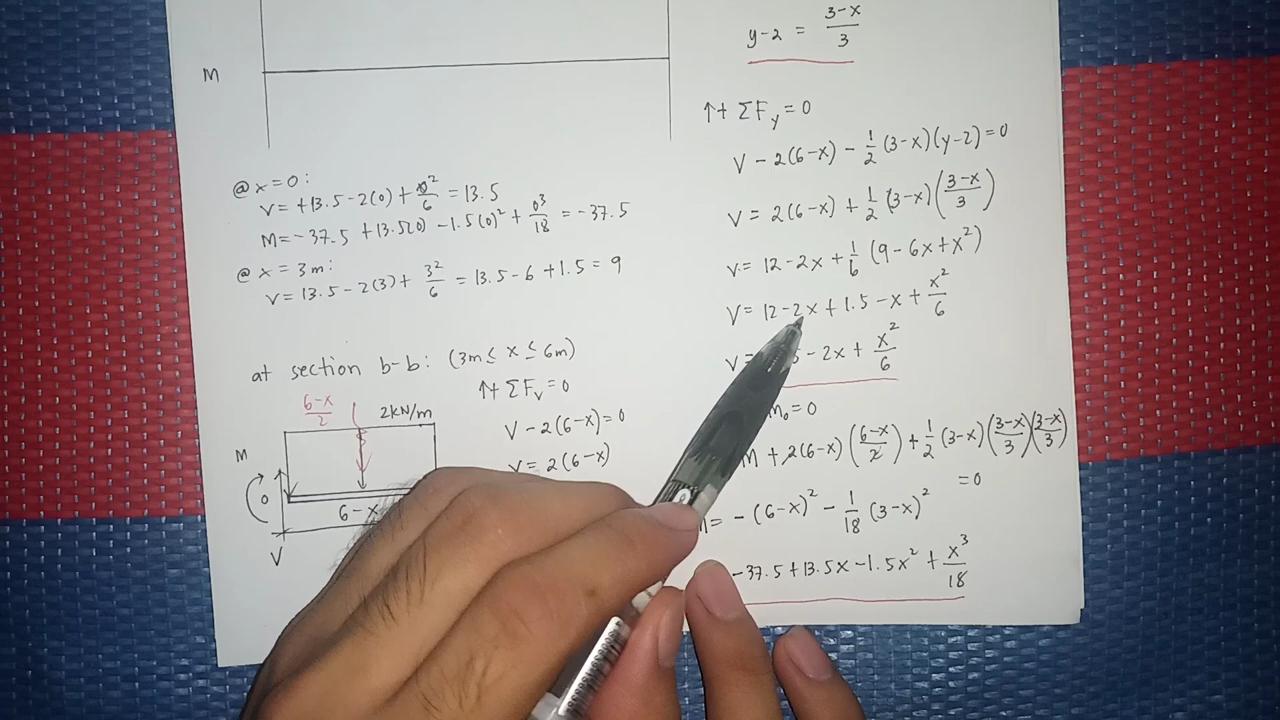 M
@ x = 0:
V = +13.5 - 2(0) + 0²/6 = 13.5
M = -37.5 + 13.5(0) - 1.5(0)² + 0³/18 = -37.5
@ x = 3m:
V = 13.5 - 2(3) + 3²/6 = 13.5 - 6 + 1.5 = 9
at section b-b: (3m ≤ x ≤ 6m)
↑+ ΣFᵥ = 0
V - 2(6-x) = 0
V = 2(6-x)
6-x/2
2kN/m
M
0
6-x
V
y-2 = 3-x/3
↑+ ΣFy = 0
V - 2(6-x) - 1/2 (3-x)(y-2) = 0
V = 2(6-x) + 1/2 (3-x)(3-x/3)
V = 12 - 2x + 1/6 (9 - 6x + x²)
V = 12 - 2x + 1.5 - x + x²/6
V = - 2x + x²/6
= 0
M + 2(6-x)(6-x/2) + 1/2 (3-x)(3-x/3)(3-x/3)
= 0
= -(6-x)² - 1/18 (3-x)²
-37.5 + 13.5x - 1.5x² + x³/18